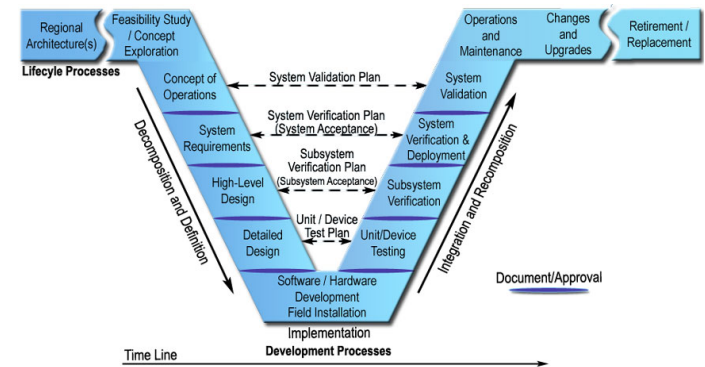 Regional
Architecture(s)
Feasibility Study
/ Concept
Exploration
Operations
and
Maintenance
Changes
and
Upgrades
Retirement /
Replacement
Lifecyle Processes
Concept of
Operations
System Validation Plan
System
Validation
System
Requirements
System Verification Plan
(System Acceptance)
System
Verification &
Deployment
High-Level
Design
Subsystem
Verification Plan
(Subsystem Acceptance)
Subsystem
Verification
Detailed
Design
Unit / Device
Test Plan
Unit/Device
Testing
Decomposition and Definition
Integration and Recomposition
Software / Hardware
Development
Field Installation
Document/Approval
Implementation
Development Processes
Time Line